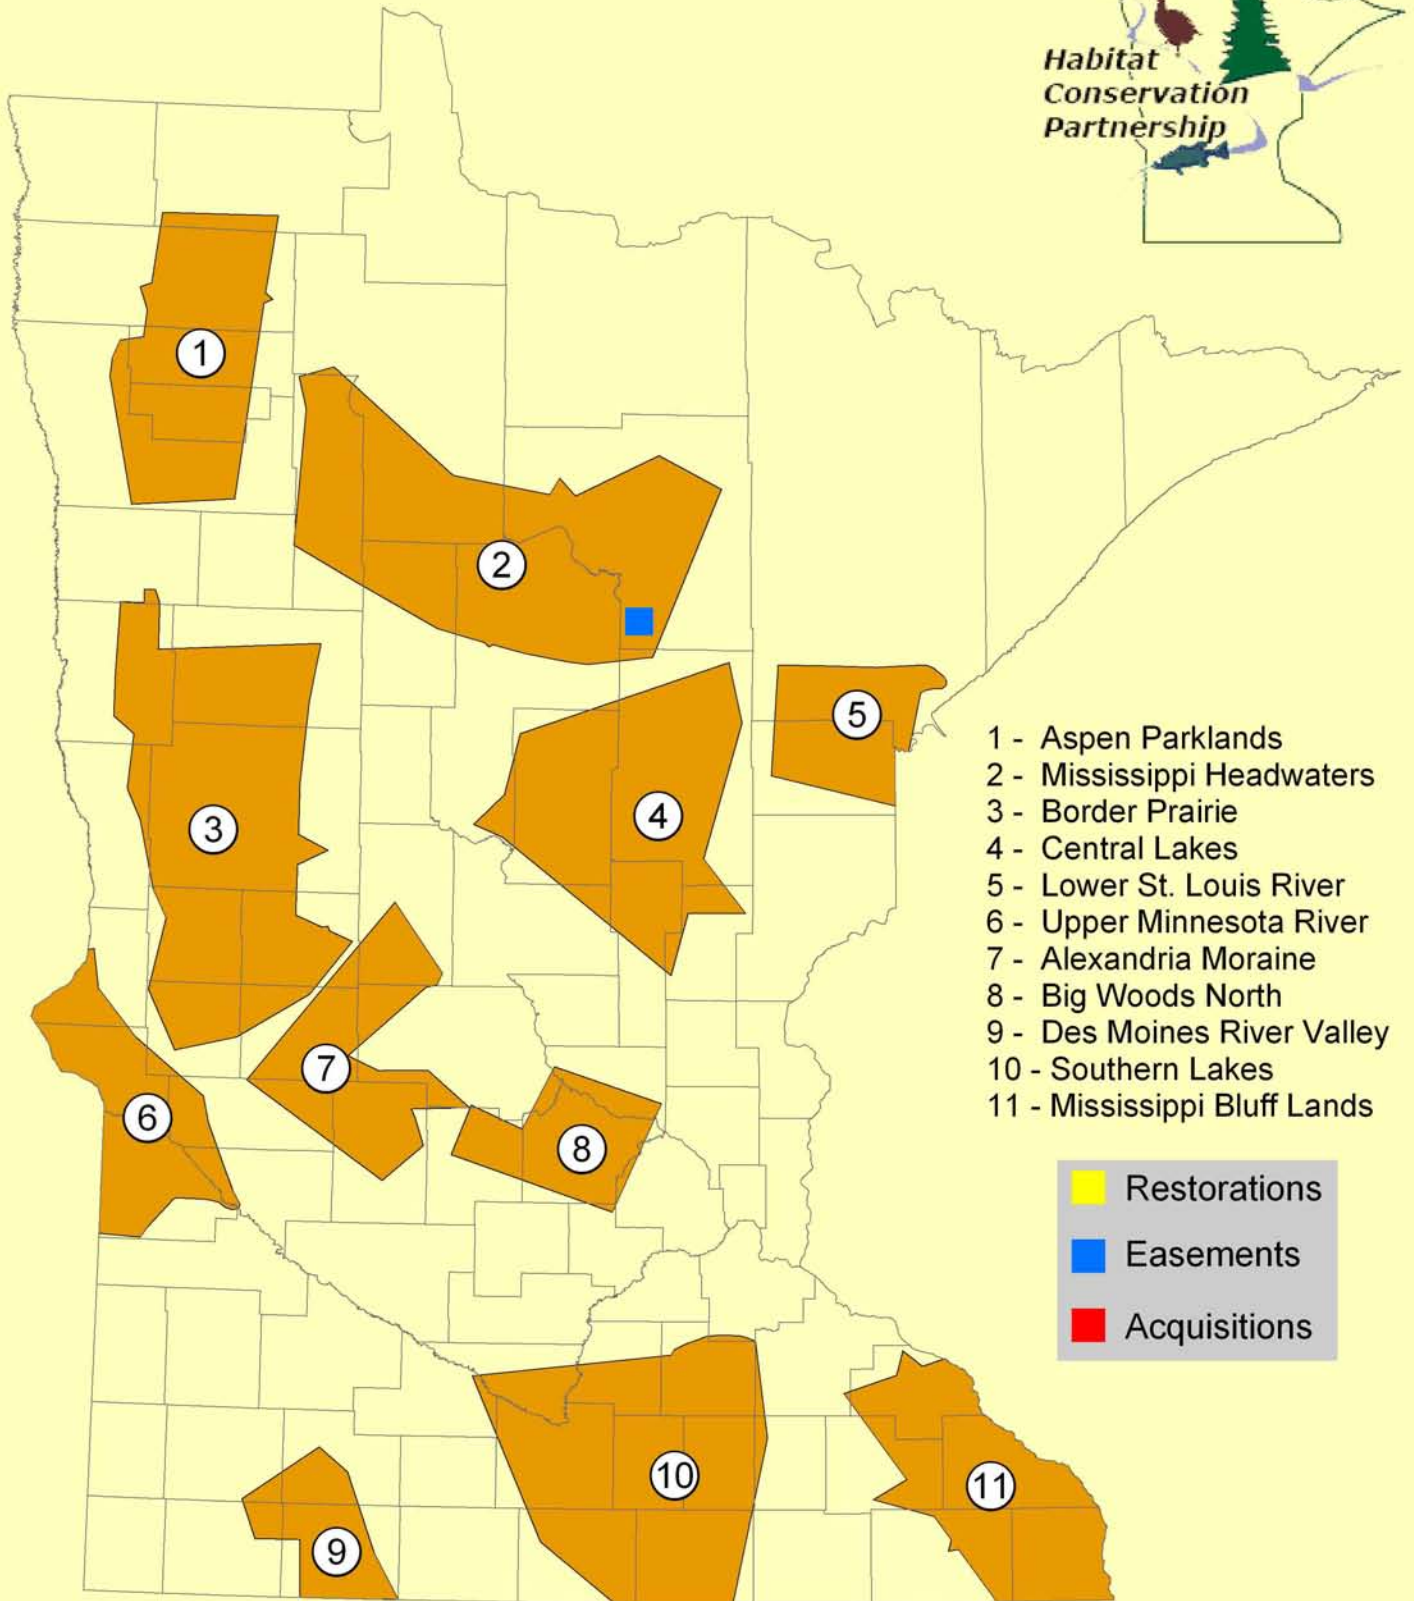 Habitat
Conservation
Partnership
1
2
3
4
5
6
7
8
9
10
11
1 - Aspen Parklands
2 - Mississippi Headwaters
3 - Border Prairie
4 - Central Lakes
5 - Lower St. Louis River
6 - Upper Minnesota River
7 - Alexandria Moraine
8 - Big Woods North
9 - Des Moines River Valley
10 - Southern Lakes
11 - Mississippi Bluff Lands
Restorations
Easements
Acquisitions